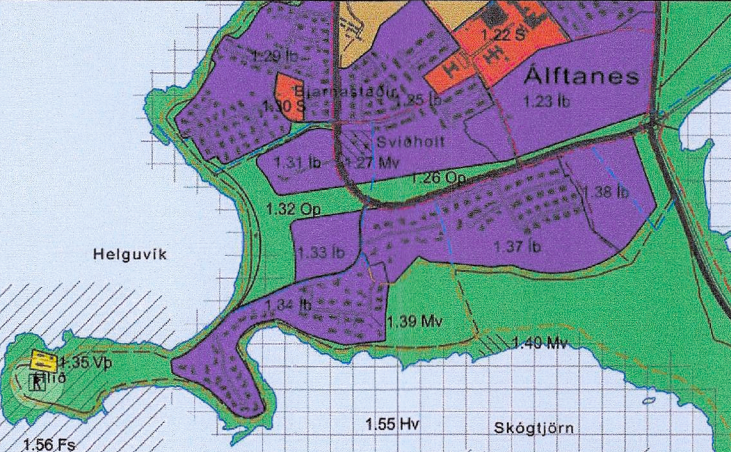 1.22 S
1.29 Íb
Álftanes
Bjarnastaðir
1.30 S
1.25 Íb
1.23 Íb
Sviðholt
1.31 Íb
1.27 Mv
1.26 Op
1.38 Íb
1.32 Op
1.37 Íb
Helguvík
1.33 Íb
1.34 Íb
1.39 Mv
1.40 Mv
1.35 Vþ
Hlið
1.55 Hv
Skógtjörn
1.56 Fs